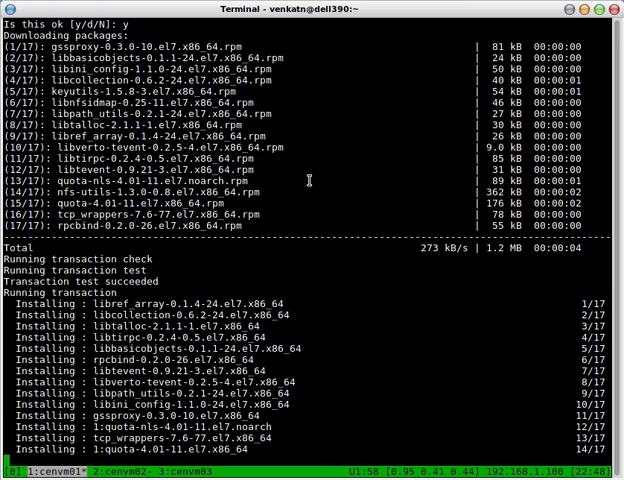 Terminal - venkatn@dell390:~
Is this ok [y/d/N]: y
Downloading packages:
(1/17): gssproxy-0.3.0-10.el7.x86_64.rpm | 81 kB 00:00:00
(2/17): libbasicobjects-0.1.1-24.el7.x86_64.rpm | 24 kB 00:00:00
(3/17): libini_config-1.1.0-24.el7.x86_64.rpm | 50 kB 00:00:00
(4/17): libcollection-0.6.2-24.el7.x86_64.rpm | 40 kB 00:00:01
(5/17): keyutils-1.5.8-3.el7.x86_64.rpm | 54 kB 00:00:01
(6/17): libnfsidmap-0.25-11.el7.x86_64.rpm | 46 kB 00:00:00
(7/17): libpath_utils-0.2.1-24.el7.x86_64.rpm | 27 kB 00:00:00
(8/17): libtalloc-2.1.1-1.el7.x86_64.rpm | 30 kB 00:00:00
(9/17): libref_array-0.1.4-24.el7.x86_64.rpm | 26 kB 00:00:00
(10/17): libverto-tevent-0.2.5-4.el7.x86_64.rpm | 9.0 kB 00:00:00
(11/17): libtirpc-0.2.4-0.5.el7.x86_64.rpm | 85 kB 00:00:00
(12/17): libtevent-0.9.21-3.el7.x86_64.rpm | 31 kB 00:00:00
(13/17): quota-nls-4.01-11.el7.noarch.rpm | 89 kB 00:00:01
(14/17): nfs-utils-1.3.0-0.8.el7.x86_64.rpm | 362 kB 00:00:02
(15/17): quota-4.01-11.el7.x86_64.rpm | 176 kB 00:00:02
(16/17): tcp_wrappers-7.6-77.el7.x86_64.rpm | 78 kB 00:00:00
(17/17): rpcbind-0.2.0-26.el7.x86_64.rpm | 55 kB 00:00:00
--------------------------------------------------------------------------------
Total 273 kB/s | 1.2 MB 00:00:04
Running transaction check
Running transaction test
Transaction test succeeded
Running transaction
Installing : libref_array-0.1.4-24.el7.x86_64 1/17
Installing : libcollection-0.6.2-24.el7.x86_64 2/17
Installing : libtalloc-2.1.1-1.el7.x86_64 3/17
Installing : libtirpc-0.2.4-0.5.el7.x86_64 4/17
Installing : libbasicobjects-0.1.1-24.el7.x86_64 5/17
Installing : rpcbind-0.2.0-26.el7.x86_64 6/17
Installing : libtevent-0.9.21-3.el7.x86_64 7/17
Installing : libverto-tevent-0.2.5-4.el7.x86_64 8/17
Installing : libpath_utils-0.2.1-24.el7.x86_64 9/17
Installing : libini_config-1.1.0-24.el7.x86_64 10/17
Installing : gssproxy-0.3.0-10.el7.x86_64 11/17
Installing : 1:quota-nls-4.01-11.el7.noarch 12/17
Installing : tcp_wrappers-7.6-77.el7.x86_64 13/17
Installing : 1:quota-4.01-11.el7.x86_64 14/17
[0] 1:cenvm01* 2:cenvm02- 3:cenvm03 U1:58 [0.95 0.41 0.44] 192.168.1.100 [22:48]